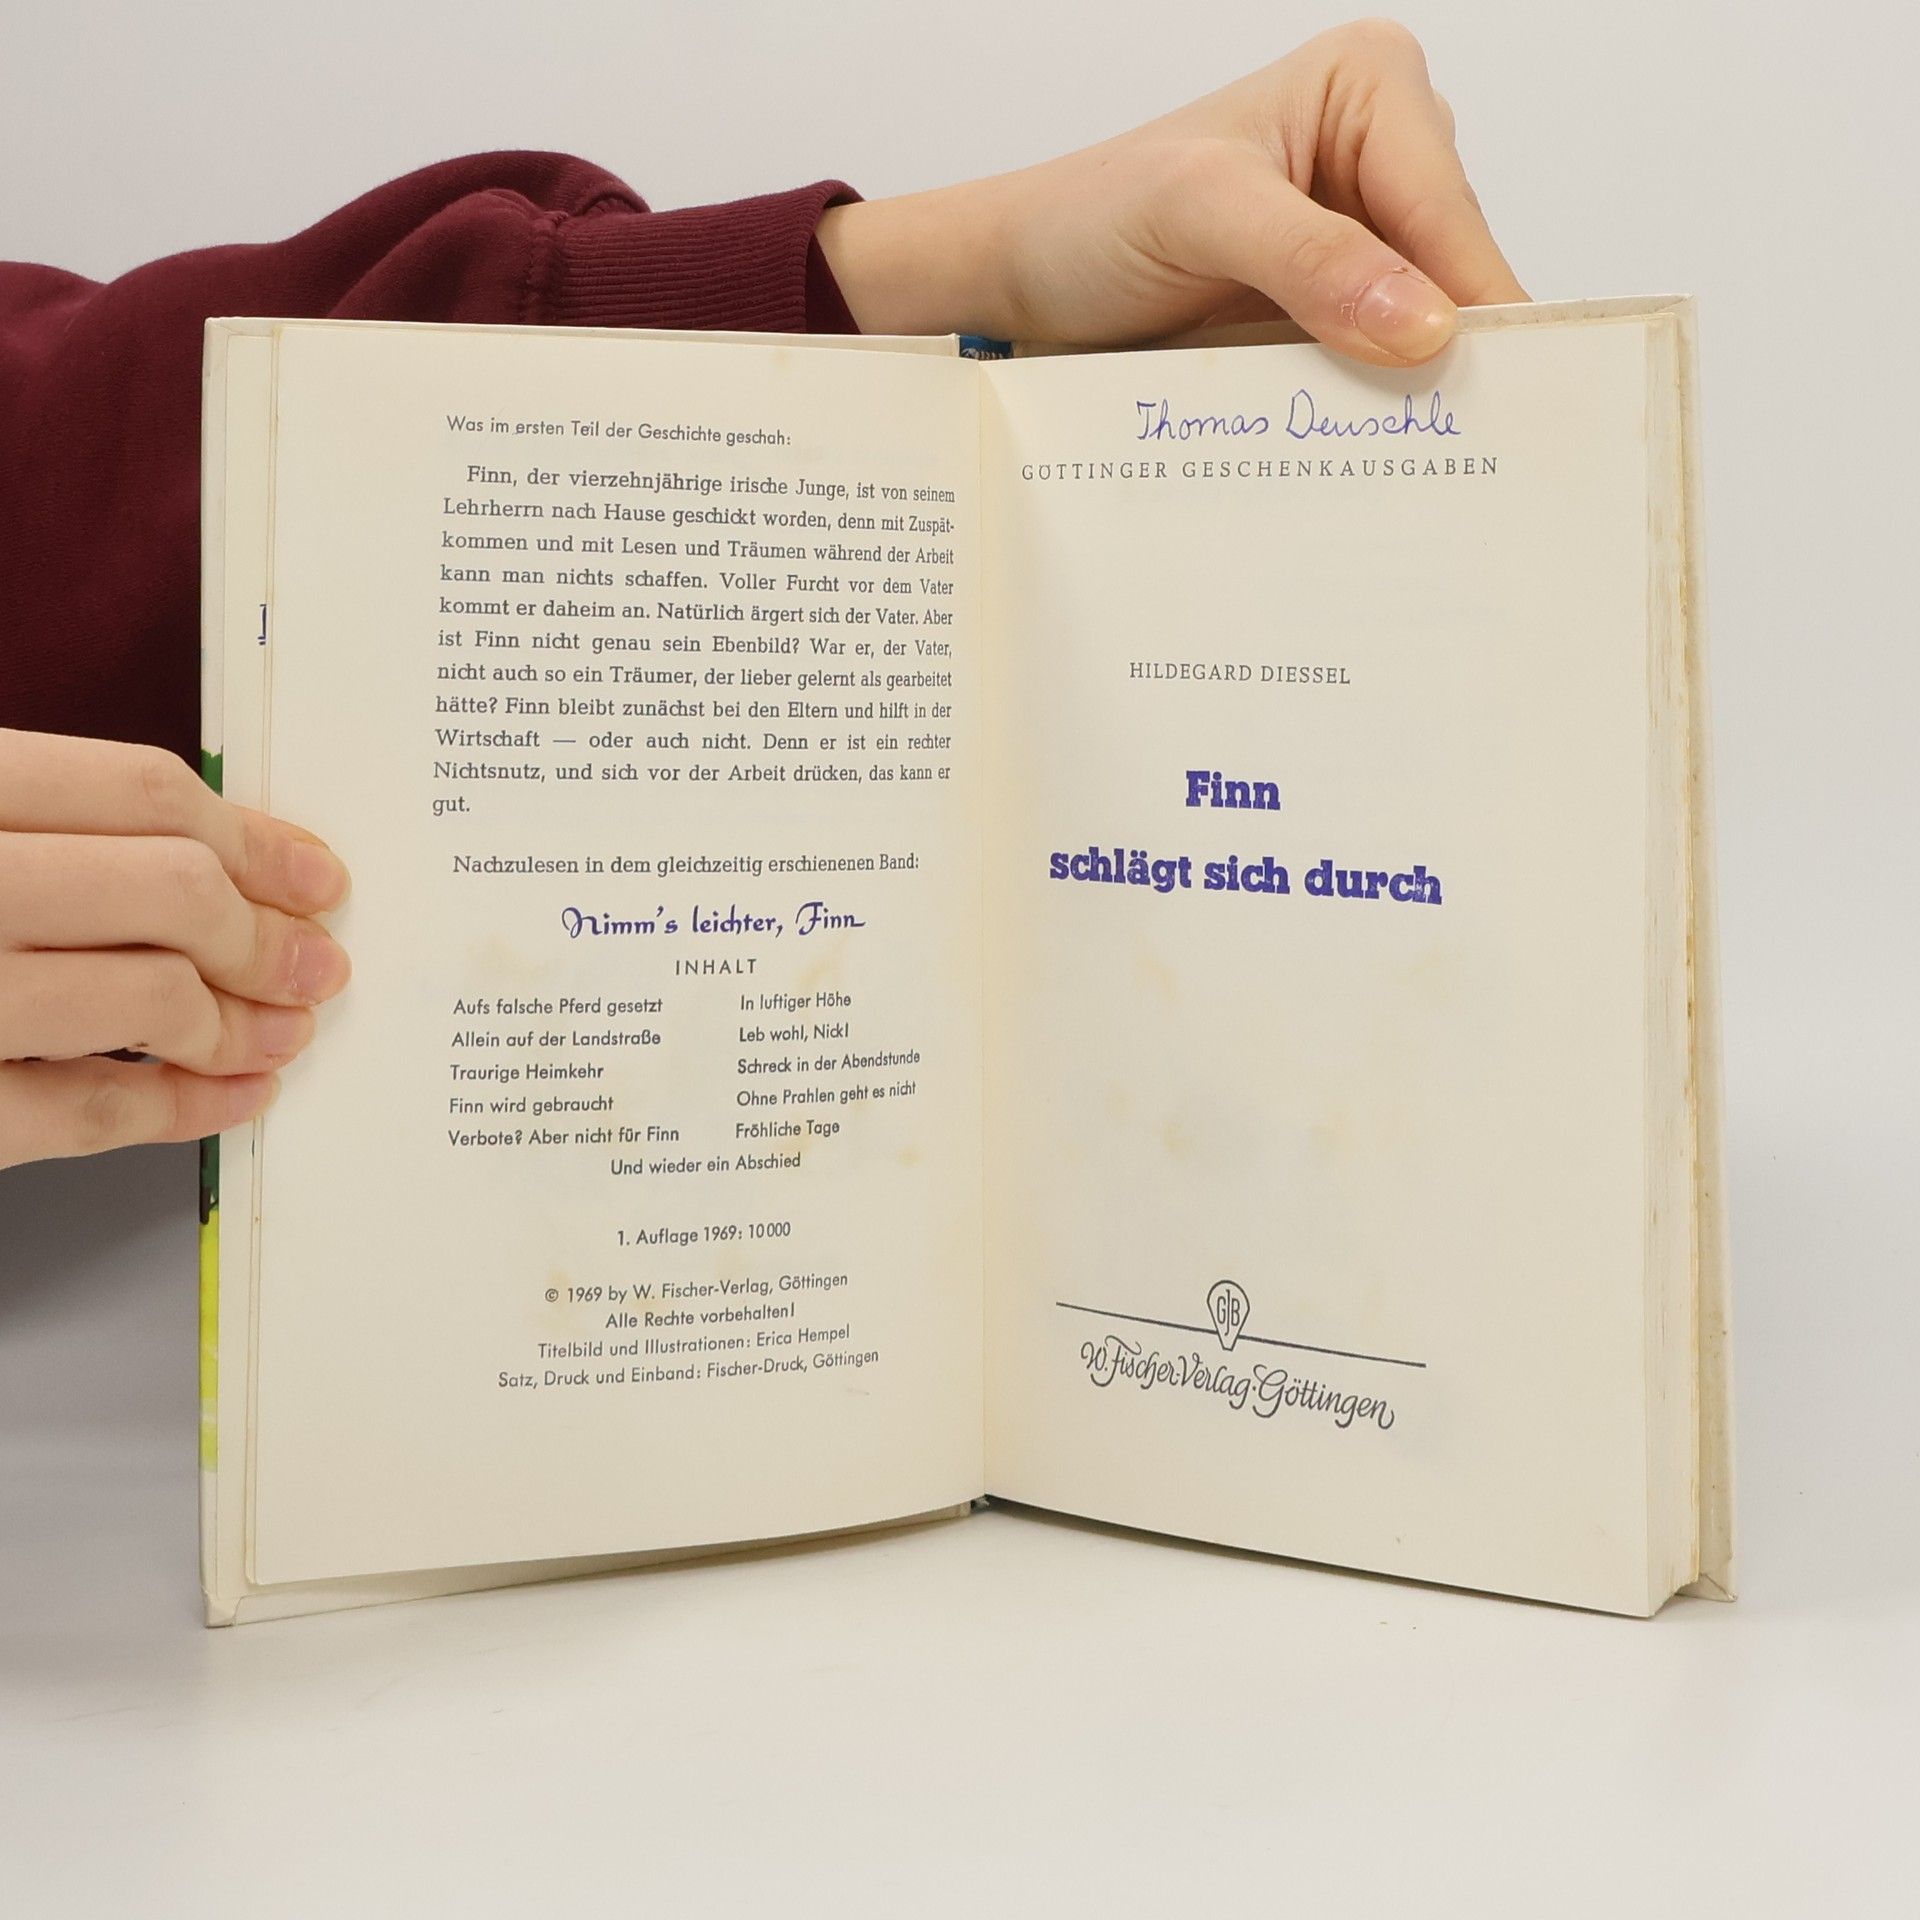 Was im ersten Teil der Geschichte geschah:
Finn, der vierzehnjährige irische Junge, ist von seinem
Lehrherrn nach Hause geschickt worden, denn mit Zuspät-
kommen und mit Lesen und Träumen während der Arbeit
kann man nichts schaffen. Voller Furcht vor dem Vater
kommt er daheim an. Natürlich ärgert sich der Vater. Aber
ist Finn nicht genau sein Ebenbild? War er, der Vater,
nicht auch so ein Träumer, der lieber gelernt als gearbeitet
hätte? Finn bleibt zunächst bei den Eltern und hilft in der
Wirtschaft — oder auch nicht. Denn er ist ein rechter
Nichtsnutz, und sich vor der Arbeit drücken, das kann er
gut.
Nachzulesen in dem gleichzeitig erschienenen Band:
Nimm's leichter, Finn
INHALT
Aufs falsche Pferd gesetzt
Allein auf der Landstraße
Traurige Heimkehr
Finn wird gebraucht
Verbote? Aber nicht für Finn
In luftiger Höhe
Leb wohl, Nickl
Schreck in der Abendstunde
Ohne Prahlen geht es nicht
Fröhliche Tage
Und wieder ein Abschied
1. Auflage 1969: 10 000
© 1969 by W. Fischer-Verlag, Göttingen
Alle Rechte vorbehalten!
Titelbild und Illustrationen: Erica Hempel
Satz, Druck und Einband: Fischer-Druck, Göttingen
Thomas Deuschle
GÖTTINGER GESCHENKAUSGABEN
HILDEGARD DIESSEL
Finn
schlägt sich durch
GJB
W. Fischer-Verlag · Göttingen